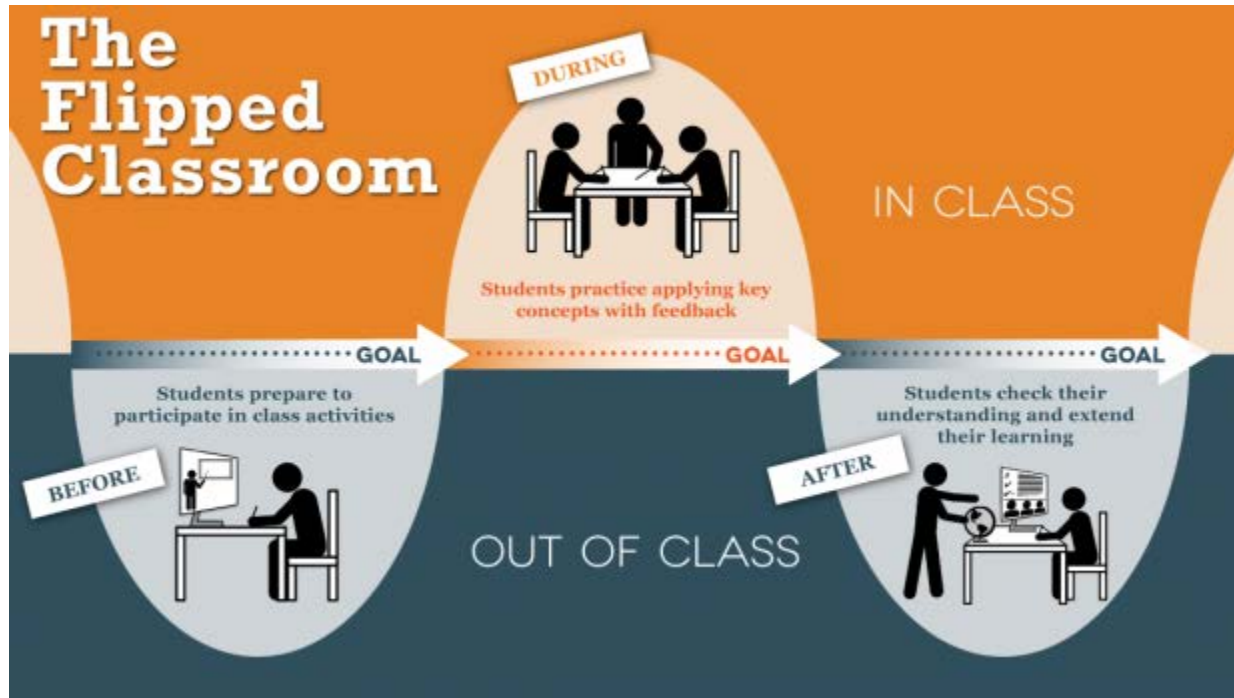 The
Flipped
Classroom
DURING
IN CLASS
Students practice applying key
concepts with feedback
GOAL
GOAL
GOAL
Students prepare to
participate in class activities
BEFORE
Students check their
understanding and extend
their learning
AFTER
OUT OF CLASS